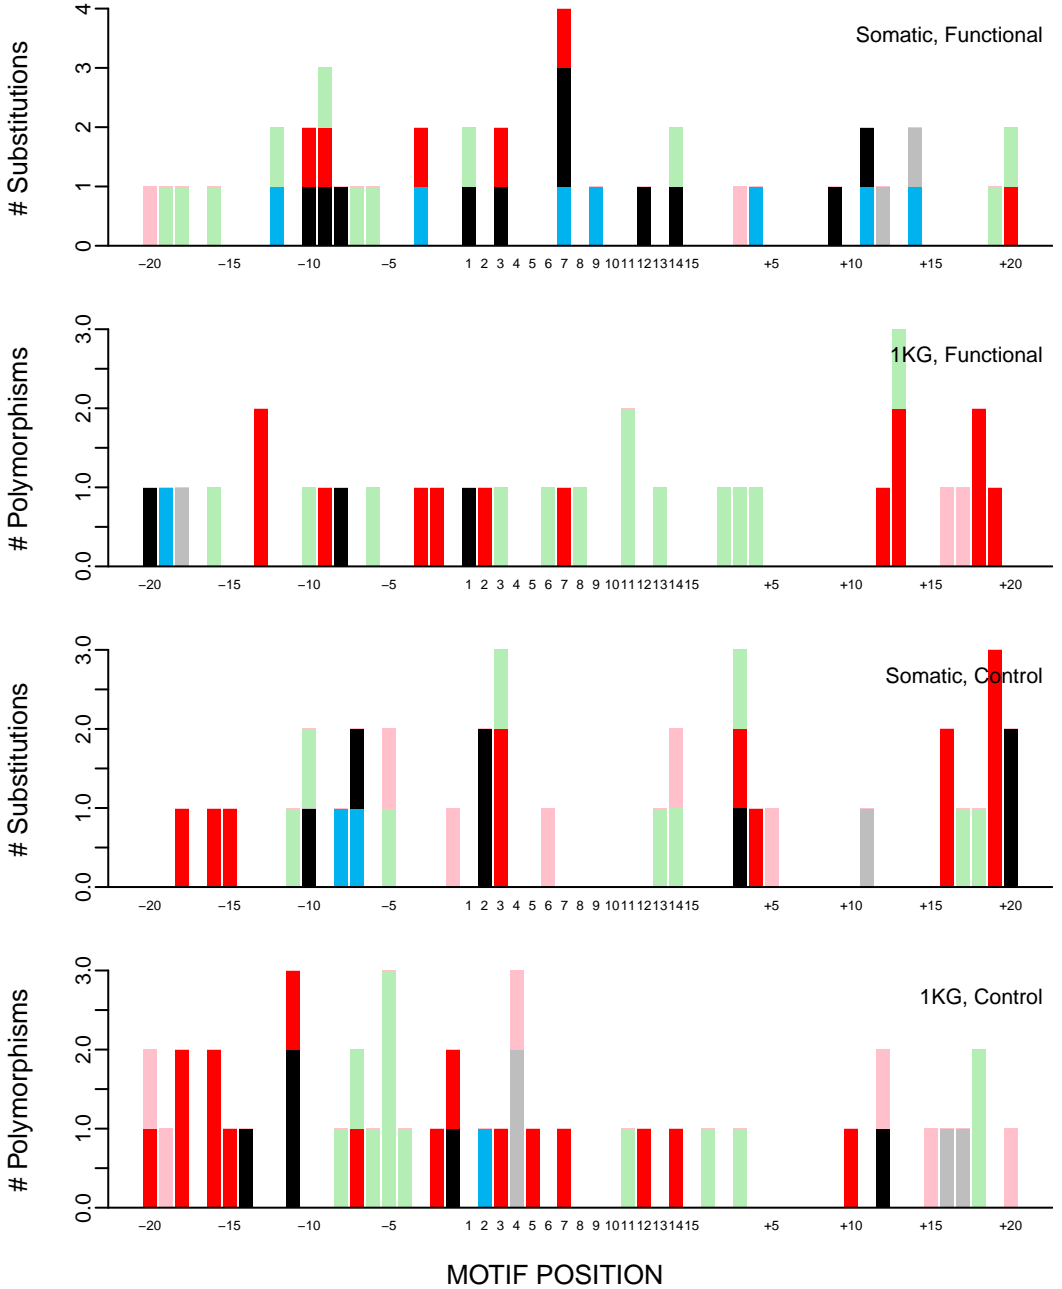 Somatic, Functional
# Substitutions
0 1 2 3 4
−20 −15 −10 −5 1 2 3 4 5 6 7 8 9 10 11 12 13 14 15 +5 +10 +15 +20
1KG, Functional
# Polymorphisms
0.0 1.0 2.0 3.0
−20 −15 −10 −5 1 2 3 4 5 6 7 8 9 10 11 12 13 14 15 +5 +10 +15 +20
Somatic, Control
# Substitutions
0.0 1.0 2.0 3.0
−20 −15 −10 −5 1 2 3 4 5 6 7 8 9 10 11 12 13 14 15 +5 +10 +15 +20
1KG, Control
# Polymorphisms
0.0 1.0 2.0 3.0
−20 −15 −10 −5 1 2 3 4 5 6 7 8 9 10 11 12 13 14 15 +5 +10 +15 +20
MOTIF POSITION